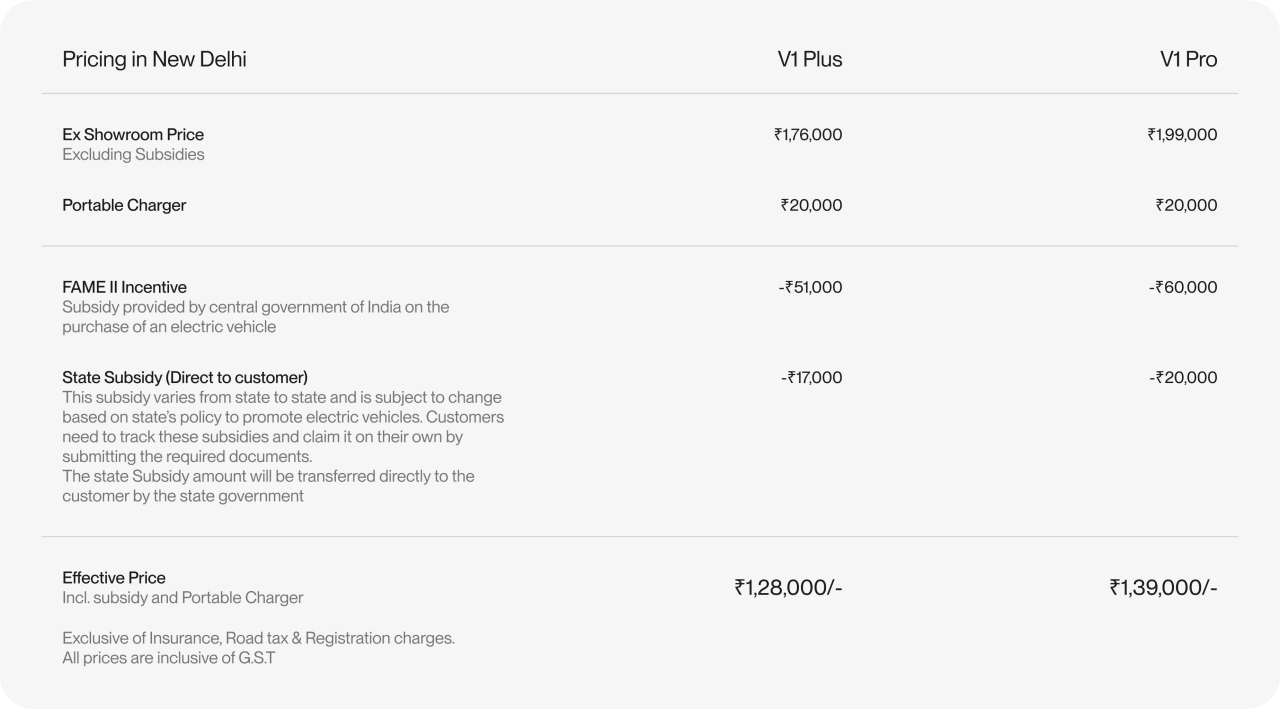 Pricing in New Delhi V1 Plus V1 Pro
Ex Showroom Price ₹1,76,000 ₹1,99,000
Excluding Subsidies
Portable Charger ₹20,000 ₹20,000
FAME II Incentive -₹51,000 -₹60,000
Subsidy provided by central government of India on the
purchase of an electric vehicle
State Subsidy (Direct to customer) -₹17,000 -₹20,000
This subsidy varies from state to state and is subject to change
based on state’s policy to promote electric vehicles. Customers
need to track these subsidies and claim it on their own by
submitting the required documents.
The state Subsidy amount will be transferred directly to the
customer by the state government
Effective Price ₹1,28,000/- ₹1,39,000/-
Incl. subsidy and Portable Charger
Exclusive of Insurance, Road tax & Registration charges.
All prices are inclusive of G.S.T